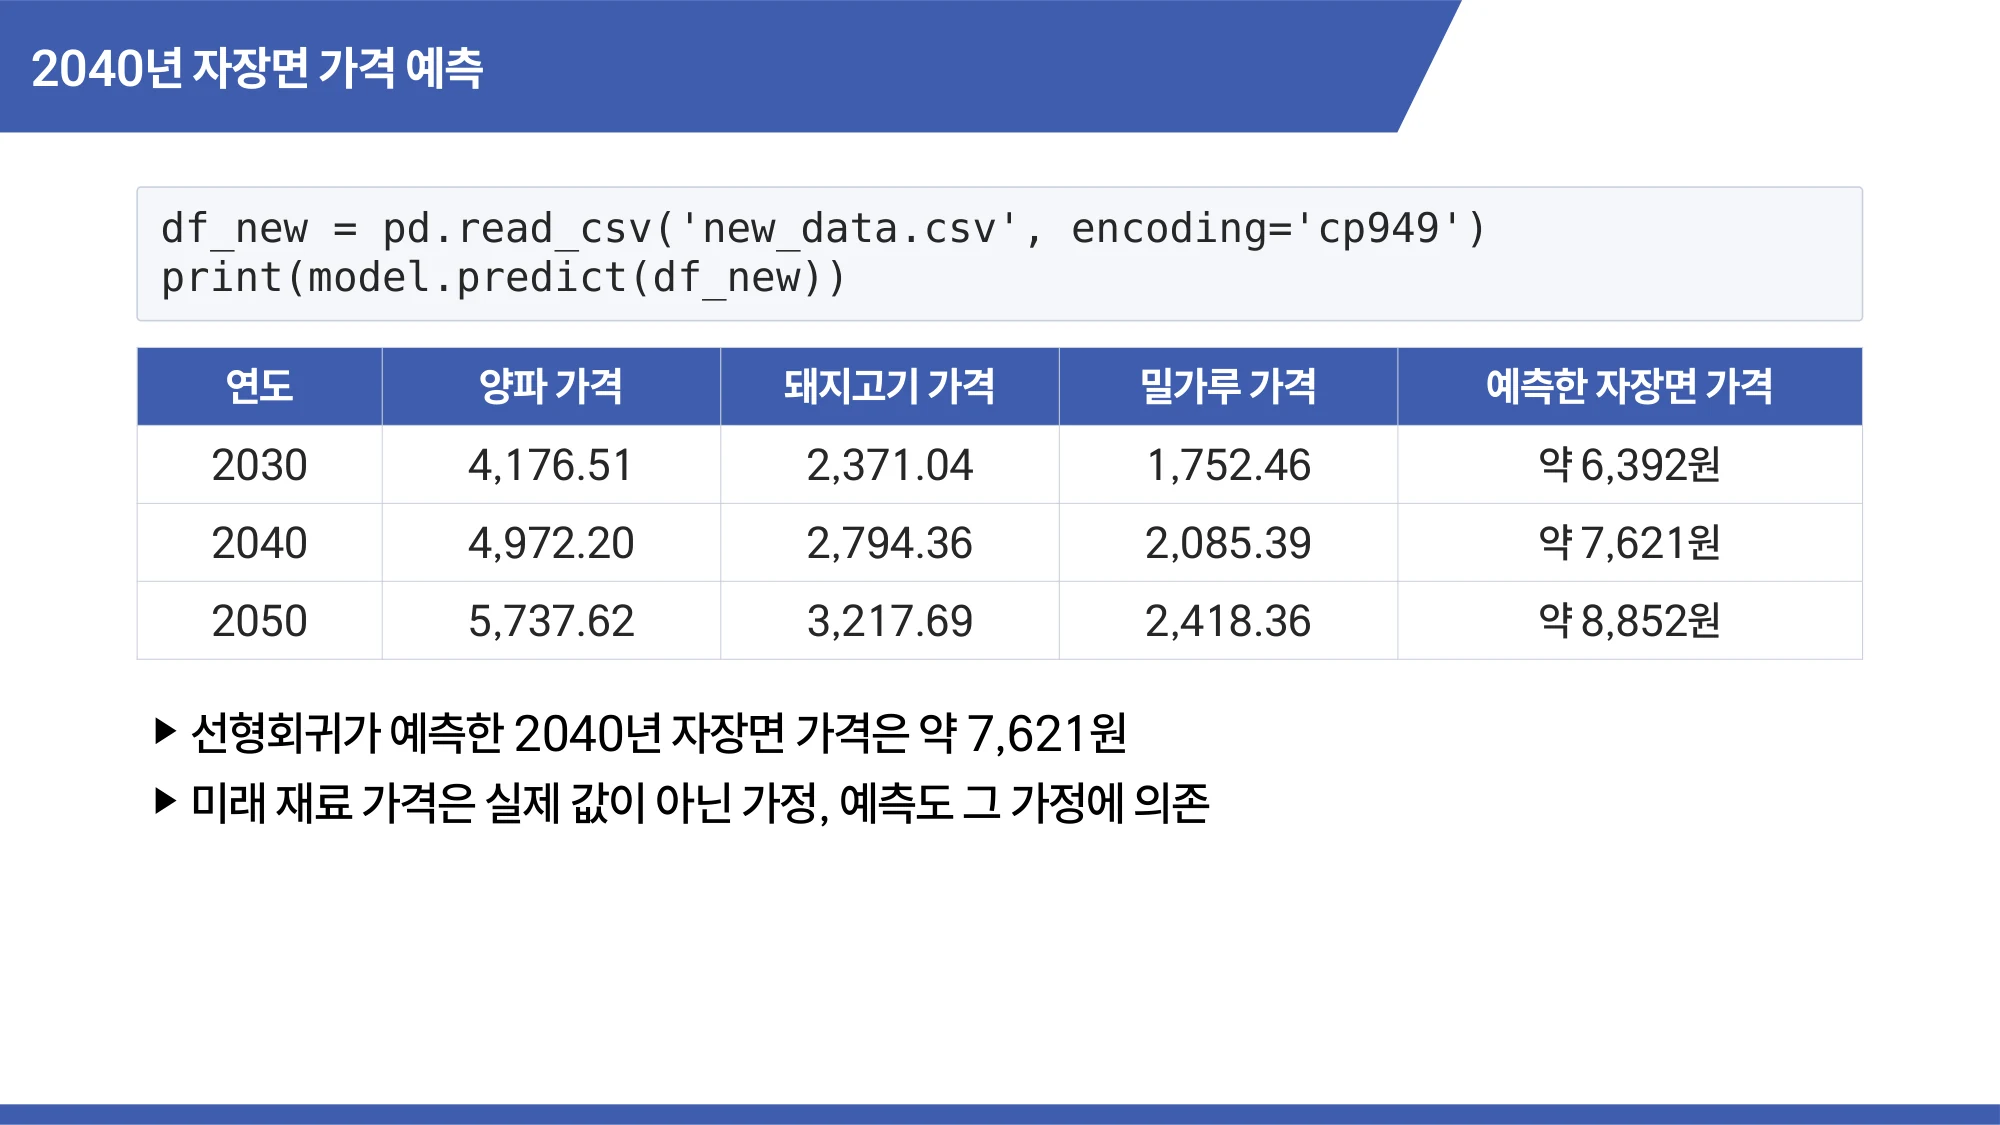 2040년 자장면 가격 예측
df_new = pd.read_csv('new_data.csv', encoding='cp949')
print(model.predict(df_new))
연도 양파 가격 돼지고기 가격 밀가루 가격 예측한 자장면 가격
2030 4,176.51 2,371.04 1,752.46 약 6,392원
2040 4,972.20 2,794.36 2,085.39 약 7,621원
2050 5,737.62 3,217.69 2,418.36 약 8,852원
▶ 선형회귀가 예측한 2040년 자장면 가격은 약 7,621원
▶ 미래 재료 가격은 실제 값이 아닌 가정, 예측도 그 가정에 의존